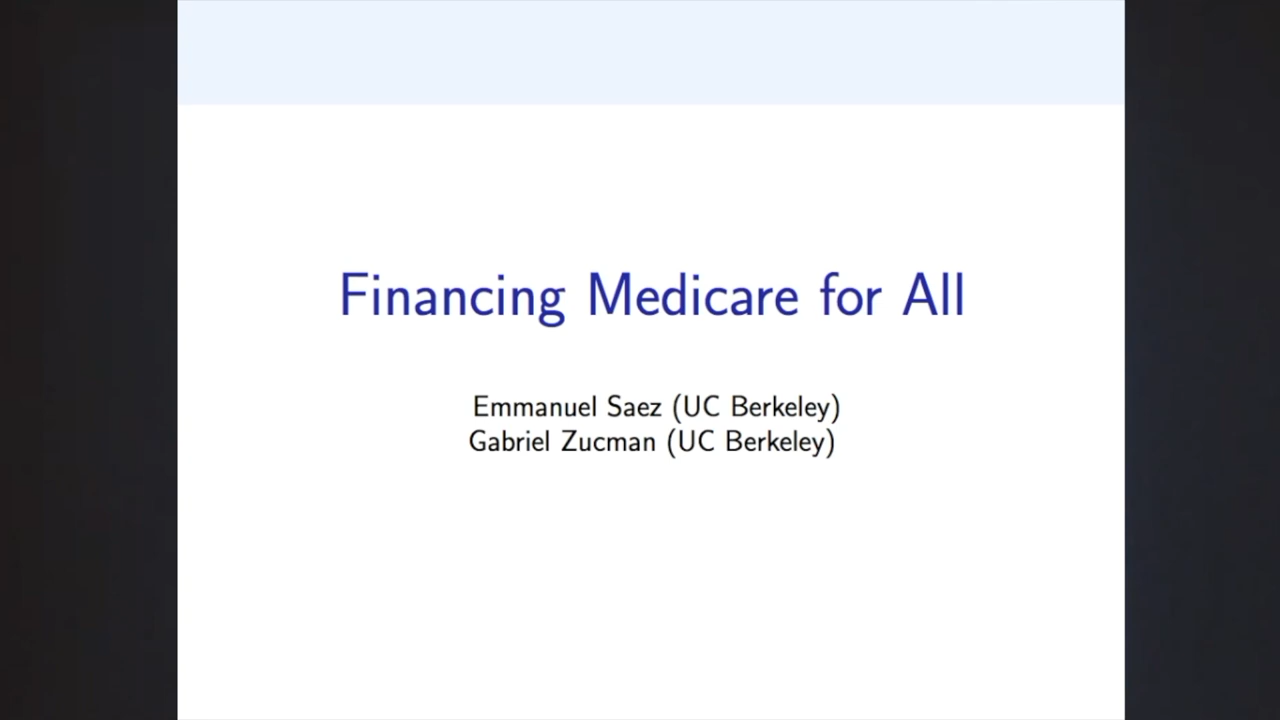 Financing Medicare for All
Emmanuel Saez (UC Berkeley)
Gabriel Zucman (UC Berkeley)